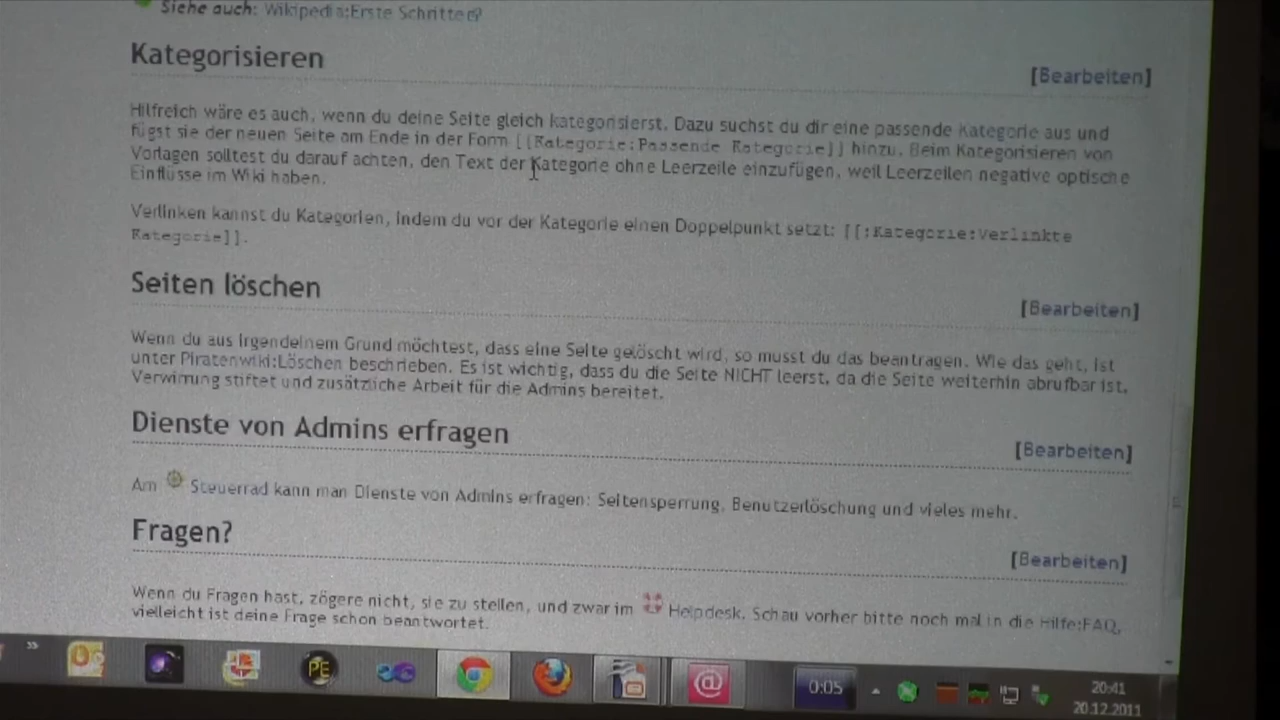 Siehe auch: Wikipedia:Erste Schritte?
Kategorisieren
[Bearbeiten]
Hilfreich wäre es auch, wenn du deine Seite gleich kategorisierst. Dazu suchst du dir eine passende Kategorie aus und
fügst sie der neuen Seite am Ende in der Form [[Kategorie:Passende Kategorie]] hinzu. Beim Kategorisieren von
Vorlagen solltest du darauf achten, den Text der Kategorie ohne Leerzeile einzufügen, weil Leerzeilen negative optische
Einflüsse im Wiki haben.
Verlinken kannst du Kategorien, indem du vor der Kategorie einen Doppelpunkt setzt: [[:Kategorie:Verlinkte
Kategorie]].
Seiten löschen
[Bearbeiten]
Wenn du aus irgendeinem Grund möchtest, dass eine Seite gelöscht wird, so musst du das beantragen. Wie das geht, ist
unter Piratenwiki:Löschen beschrieben. Es ist wichtig, dass du die Seite NICHT leerst, da die Seite weiterhin abrufbar ist,
Verwirrung stiftet und zusätzliche Arbeit für die Admins bereitet.
Dienste von Admins erfragen
[Bearbeiten]
Am Steuerrad kann man Dienste von Admins erfragen: Seitensperrung, Benutzerlöschung und vieles mehr.
Fragen?
[Bearbeiten]
Wenn du Fragen hast, zögere nicht, sie zu stellen, und zwar im Helpdesk. Schau vorher bitte noch mal in die Hilfe:FAQ,
vielleicht ist deine Frage schon beantwortet.
PE
@
0:05
20:41
20.12.2011